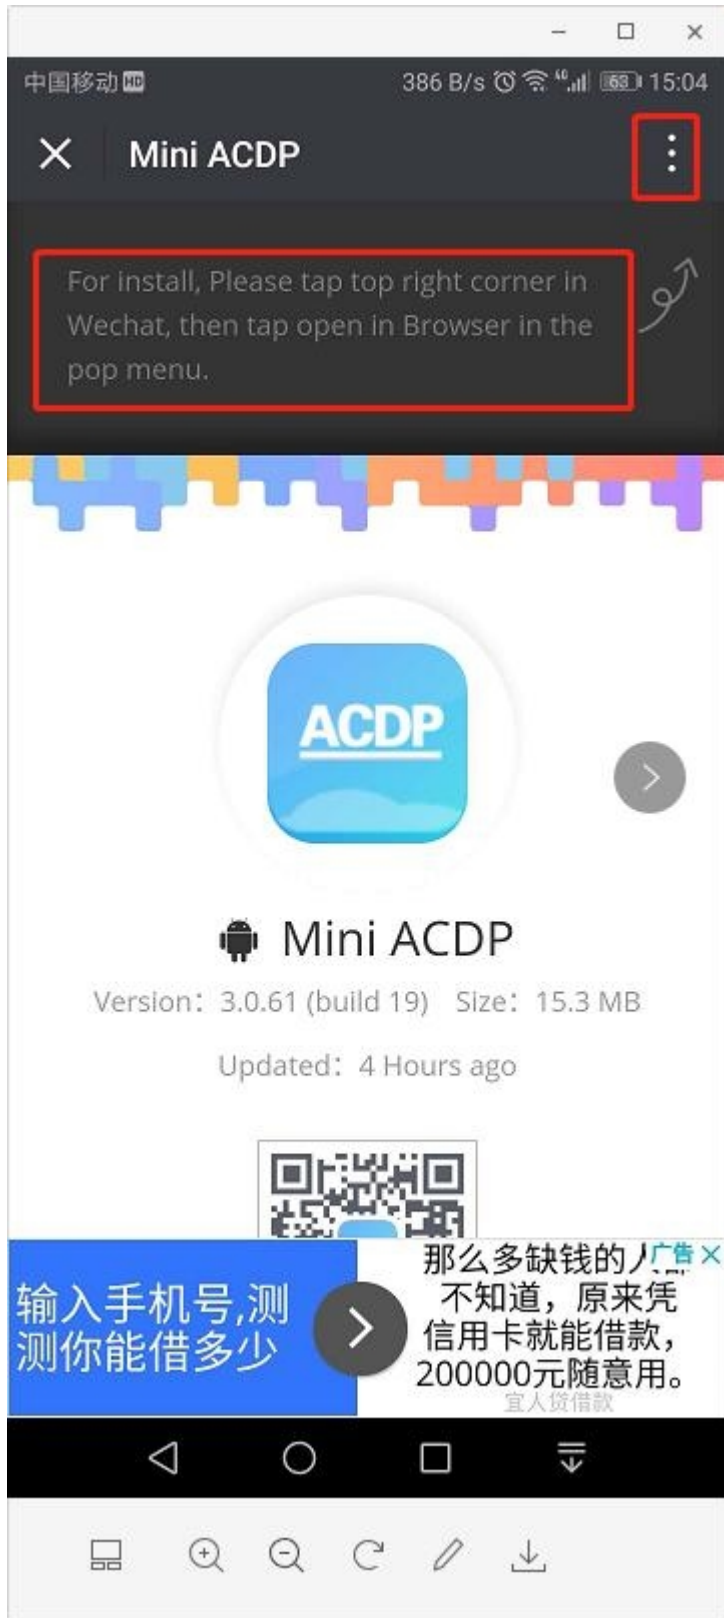 中国移动 HD 386 B/s 4G 63 15:04
Mini ACDP
For install, Please tap top right corner in
Wechat, then tap open in Browser in the
pop menu.
ACDP
Mini ACDP
Version: 3.0.61 (build 19) Size: 15.3 MB
Updated: 4 Hours ago
输入手机号,测
测你能借多少
那么多缺钱的人
广告
不知道，原来凭
信用卡就能借款，
200000元随意用。
宜人贷借款